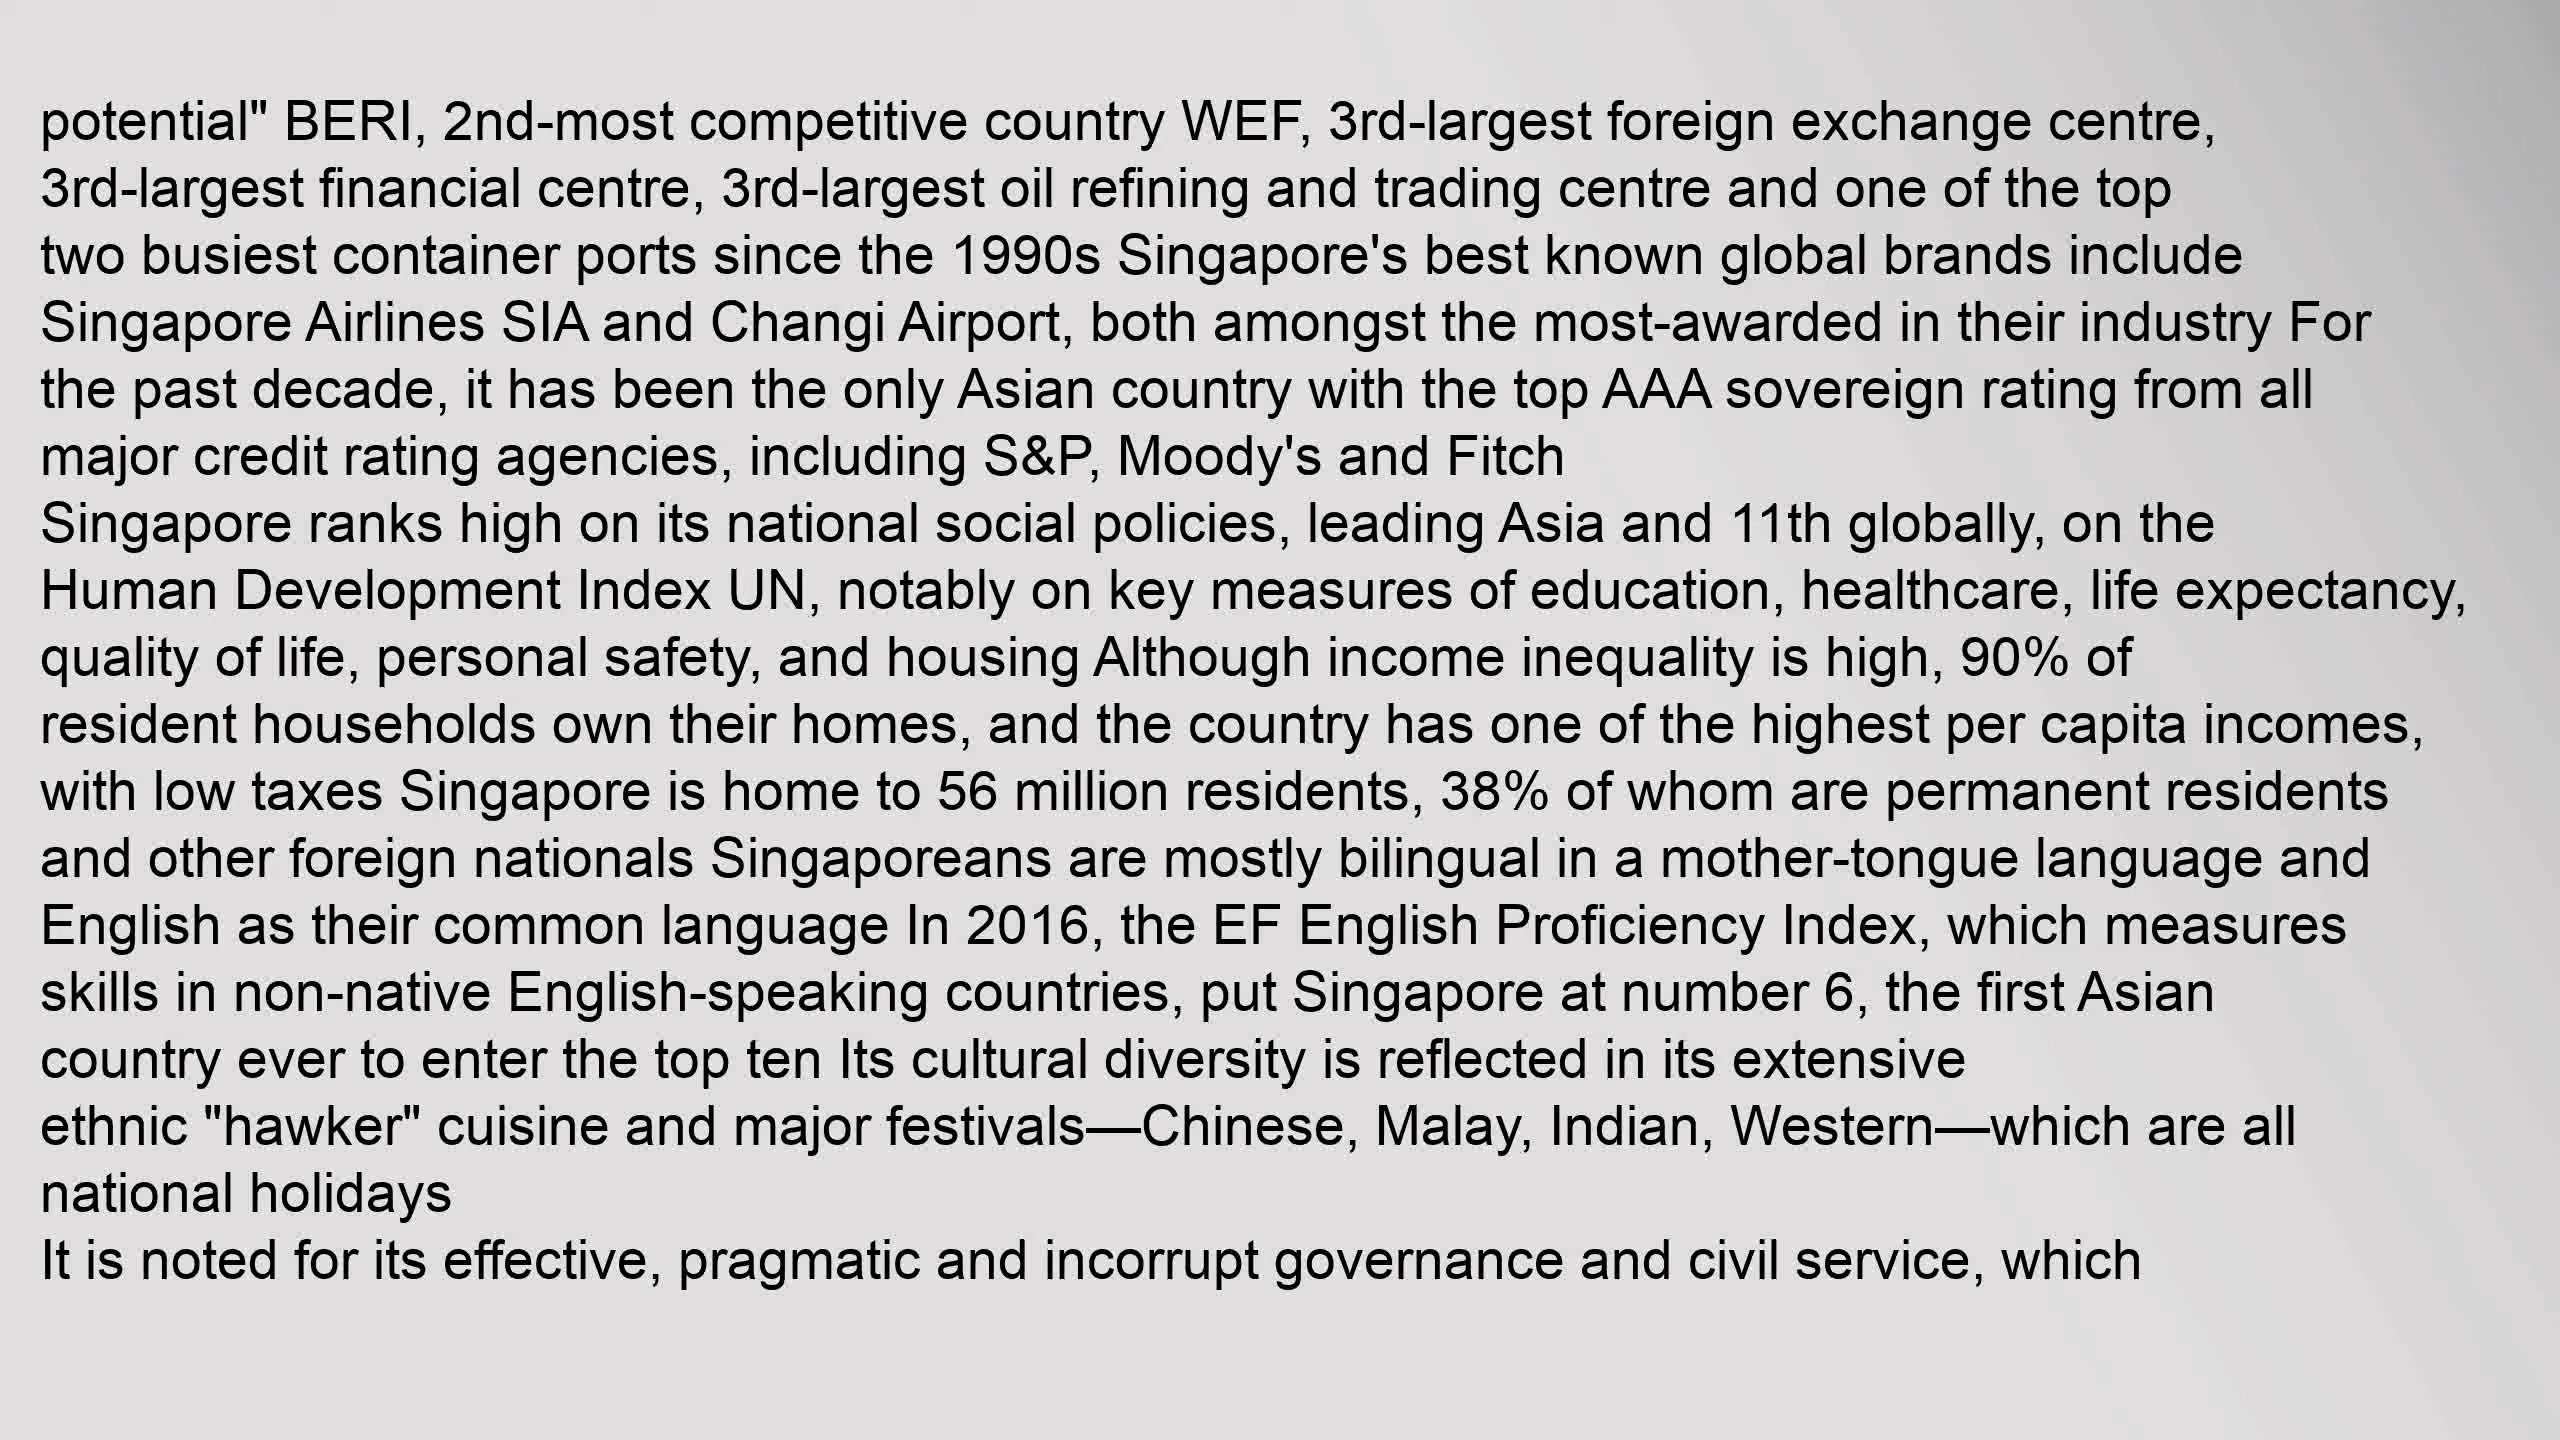 potential" BERI, 2nd-most competitive country WEF, 3rd-largest foreign exchange centre,
3rd-largest financial centre, 3rd-largest oil refining and trading centre and one of the top
two busiest container ports since the 1990s Singapore's best known global brands include
Singapore Airlines SIA and Changi Airport, both amongst the most-awarded in their industry For
the past decade, it has been the only Asian country with the top AAA sovereign rating from all
major credit rating agencies, including S&P, Moody's and Fitch
Singapore ranks high on its national social policies, leading Asia and 11th globally, on the
Human Development Index UN, notably on key measures of education, healthcare, life expectancy,
quality of life, personal safety, and housing Although income inequality is high, 90% of
resident households own their homes, and the country has one of the highest per capita incomes,
with low taxes Singapore is home to 56 million residents, 38% of whom are permanent residents
and other foreign nationals Singaporeans are mostly bilingual in a mother-tongue language and
English as their common language In 2016, the EF English Proficiency Index, which measures
skills in non-native English-speaking countries, put Singapore at number 6, the first Asian
country ever to enter the top ten Its cultural diversity is reflected in its extensive
ethnic "hawker" cuisine and major festivals—Chinese, Malay, Indian, Western—which are all
national holidays
It is noted for its effective, pragmatic and incorrupt governance and civil service, which